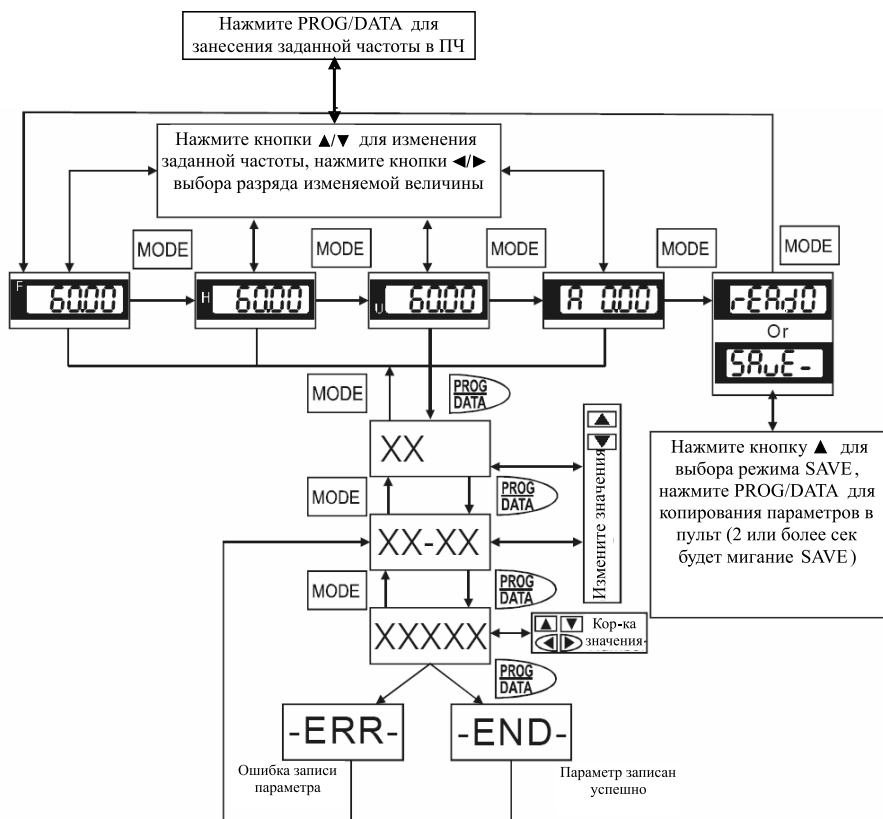 Нажмите PROG/DATA для
занесения заданной частоты в ПЧ
Нажмите кнопки ▲/▼ для изменения
заданной частоты, нажмите кнопки ◀/▶
выбора разряда изменяемой величины
MODE
MODE
MODE
MODE
MODE
F 60.00
H 60.00
U 60.00
A 0.00
rEAd0
Or
SAvE-
MODE
PROG
DATA
XX
MODE
PROG
DATA
XX-XX
MODE
PROG
DATA
XXXXX
PROG
DATA
▲
▼
Измените значения
▲ ▼ Кор-ка
◀ ▶ значения
Нажмите кнопку ▲ для
выбора режима SAVE,
нажмите PROG/DATA для
копирования параметров в
пульт (2 или более сек
будет мигание SAVE)
-ERR-
-END-
Ошибка записи
параметра
Параметр записан
успешно